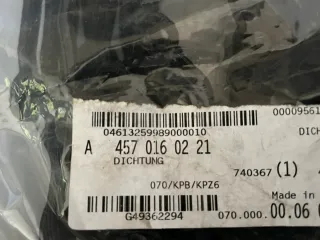 04613259989000010
0000956
A 457 016 02 21
DICHTUNG
DICH
740367 (1)
070/KPB/KPZ6
Made in
G49362294
070.000. 00.06